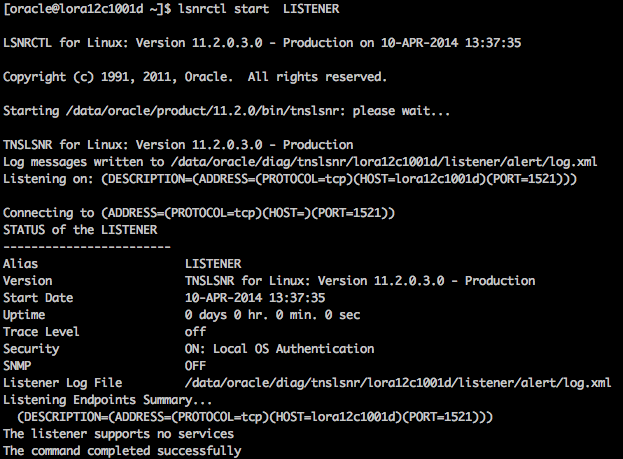 [oracle@lora12c1001d ~]$ lsnrctl start  LISTENER
LSNRCTL for Linux: Version 11.2.0.3.0 - Production on 10-APR-2014 13:37:35
Copyright (c) 1991, 2011, Oracle.  All rights reserved.
Starting /data/oracle/product/11.2.0/bin/tnslsnr: please wait...
TNSLSNR for Linux: Version 11.2.0.3.0 - Production
Log messages written to /data/oracle/diag/tnslsnr/lora12c1001d/listener/alert/log.xml
Listening on: (DESCRIPTION=(ADDRESS=(PROTOCOL=tcp)(HOST=lora12c1001d)(PORT=1521)))
Connecting to (ADDRESS=(PROTOCOL=tcp)(HOST=)(PORT=1521))
STATUS of the LISTENER
------------------------
Alias                     LISTENER
Version                   TNSLSNR for Linux: Version 11.2.0.3.0 - Production
Start Date                10-APR-2014 13:37:35
Uptime                    0 days 0 hr. 0 min. 0 sec
Trace Level               off
Security                  ON: Local OS Authentication
SNMP                      OFF
Listener Log File         /data/oracle/diag/tnslsnr/lora12c1001d/listener/alert/log.xml
Listening Endpoints Summary...
  (DESCRIPTION=(ADDRESS=(PROTOCOL=tcp)(HOST=lora12c1001d)(PORT=1521)))
The listener supports no services
The command completed successfully